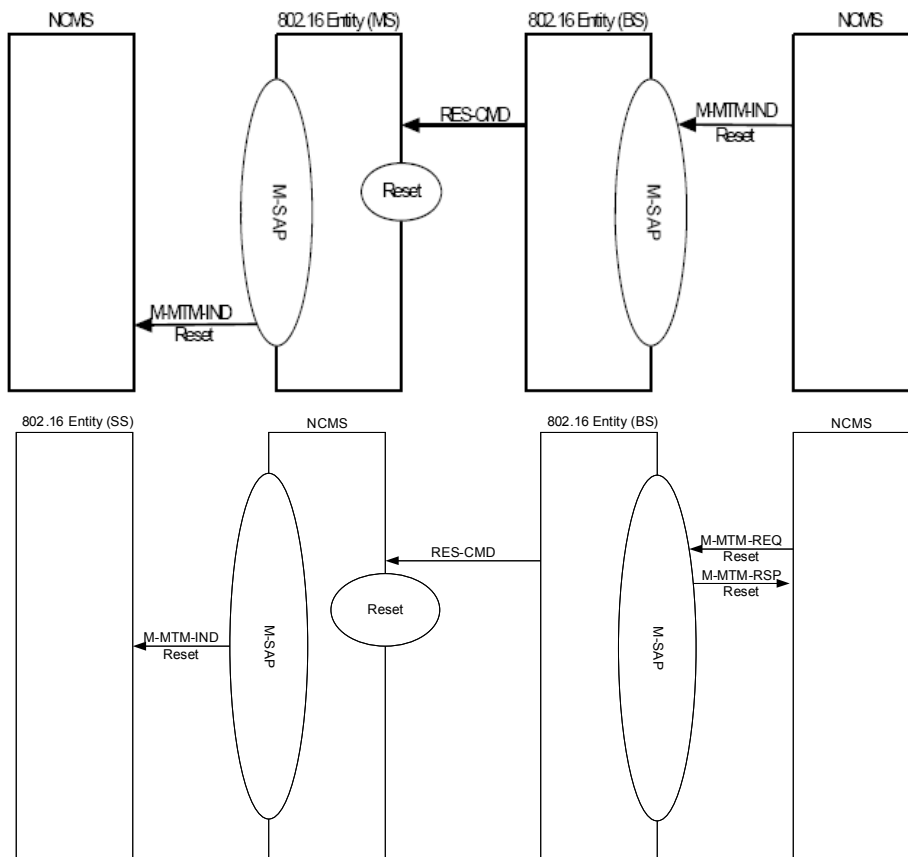 NCMS
802.16 Entity (MS)
802.16 Entity (BS)
NCMS
M-MTM-IND
Reset
RES-CMD
Reset
M-SAP
M-SAP
M-MTM-IND
Reset
802.16 Entity (SS)
NCMS
802.16 Entity (BS)
NCMS
M-MTM-REQ
Reset
RES-CMD
M-MTM-RSP
Reset
Reset
M-MTM-IND
Reset
M-SAP
M-SAP